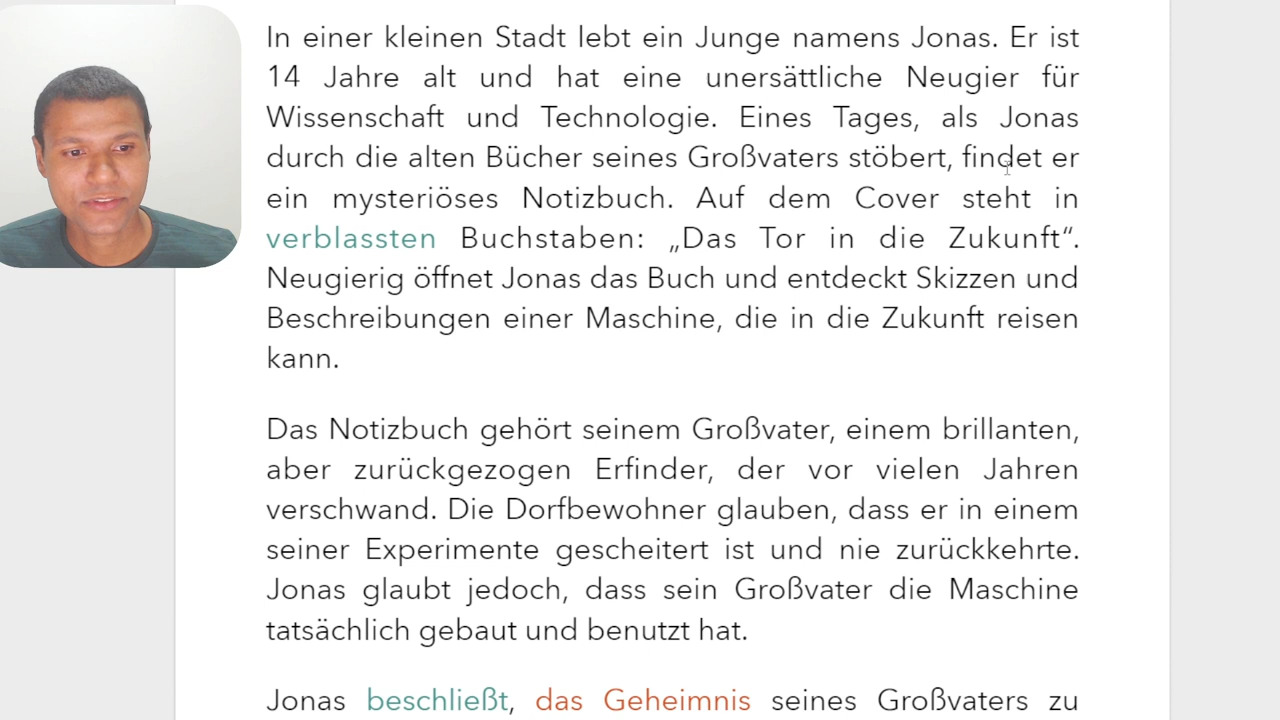 In einer kleinen Stadt lebt ein Junge namens Jonas. Er ist
14 Jahre alt und hat eine unersättliche Neugier für
Wissenschaft und Technologie. Eines Tages, als Jonas
durch die alten Bücher seines Großvaters stöbert, findet er
ein mysteriöses Notizbuch. Auf dem Cover steht in
verblassten Buchstaben: „Das Tor in die Zukunft“.
Neugierig öffnet Jonas das Buch und entdeckt Skizzen und
Beschreibungen einer Maschine, die in die Zukunft reisen
kann.
Das Notizbuch gehört seinem Großvater, einem brillanten,
aber zurückgezogen Erfinder, der vor vielen Jahren
verschwand. Die Dorfbewohner glauben, dass er in einem
seiner Experimente gescheitert ist und nie zurückkehrte.
Jonas glaubt jedoch, dass sein Großvater die Maschine
tatsächlich gebaut und benutzt hat.
Jonas beschließt, das Geheimnis seines Großvaters zu